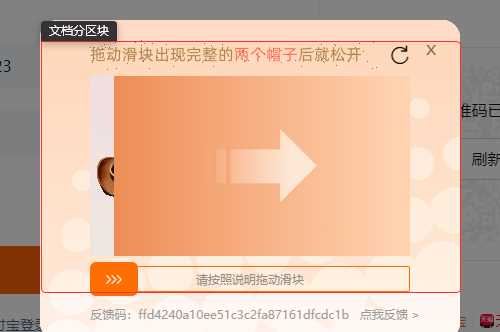 文档分区块
拖动滑块出现完整的两个帽子后就松开
X
23
准码已
刷新
请按照说明拖动滑块
反馈码：ffd4240a10ee51c3c2fa87161dfcdc1b 点我反馈 >
付宝登录